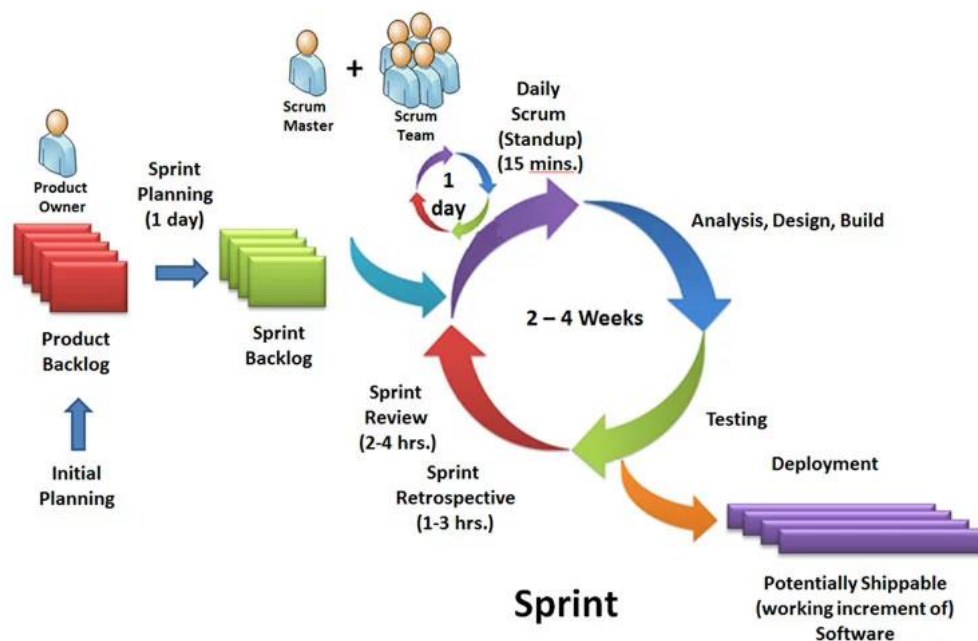 Scrum
Master
+
Scrum
Team
Daily
Scrum
(Standup)
(15 mins.)
Product
Owner
Sprint
Planning
(1 day)
1
day
Analysis, Design, Build
2 – 4 Weeks
Product
Backlog
Sprint
Backlog
Initial
Planning
Sprint
Review
(2-4 hrs.)
Sprint
Retrospective
(1-3 hrs.)
Testing
Deployment
Potentially Shippable
(working increment of)
Software
Sprint